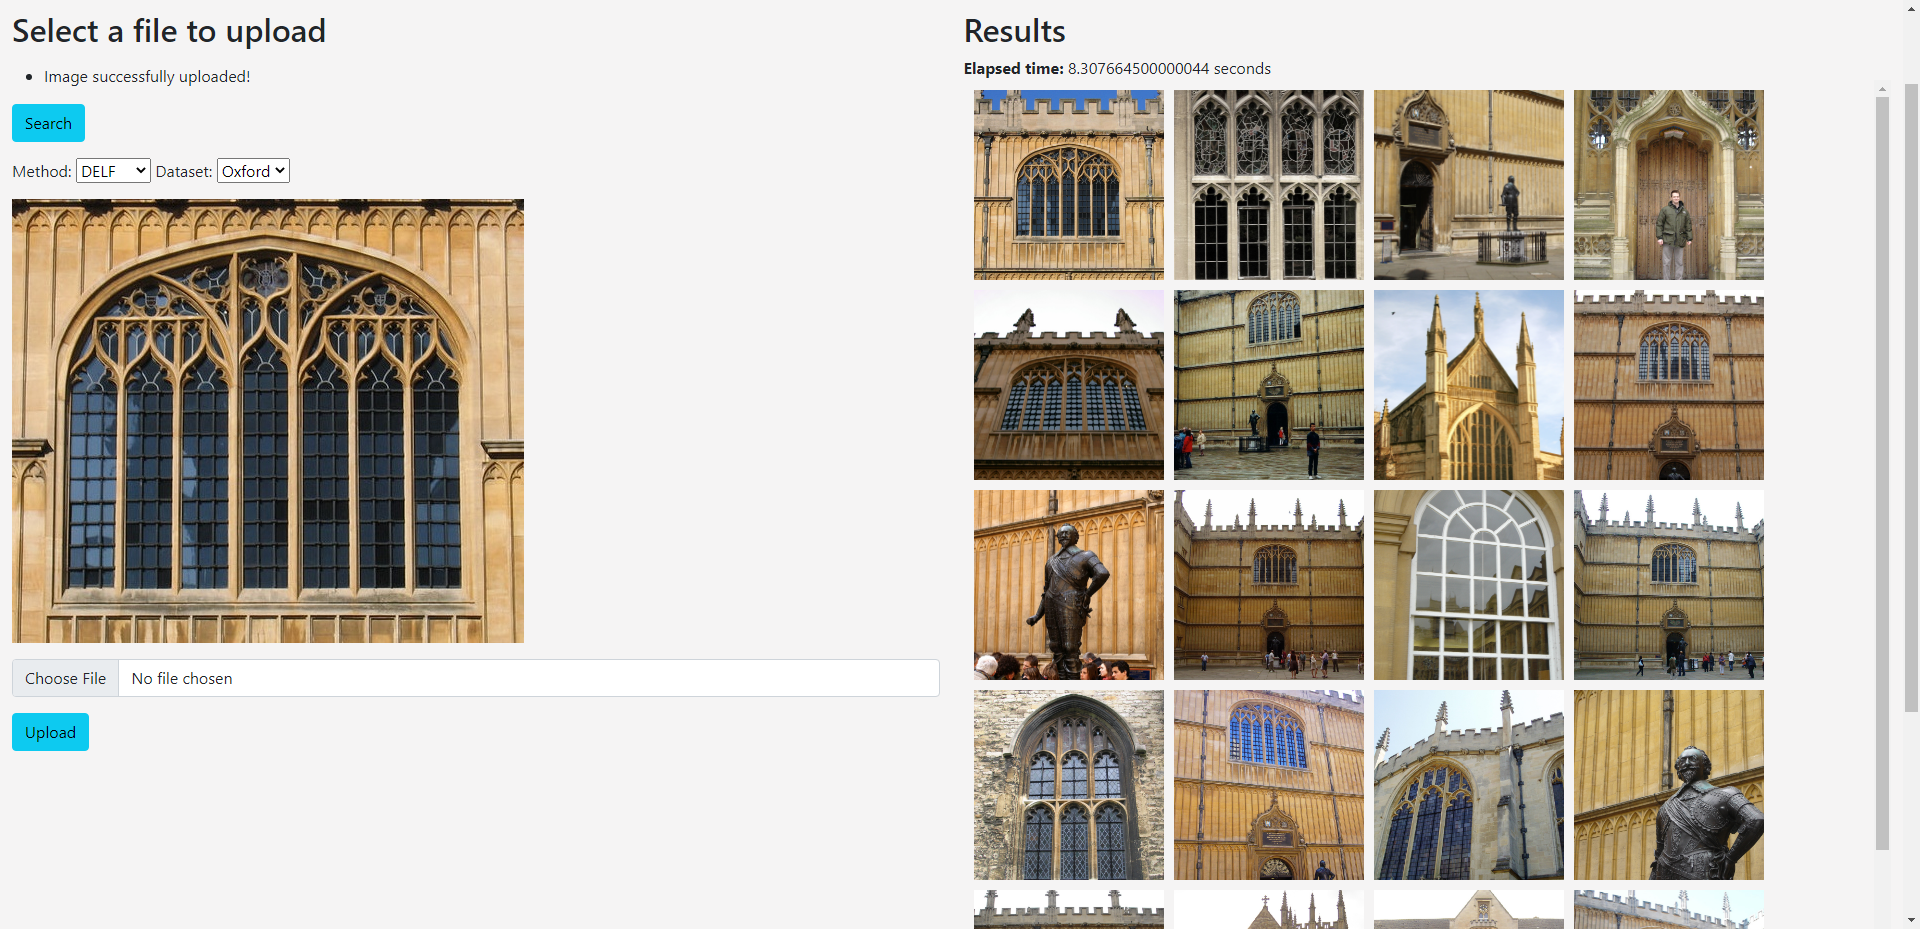 Select a file to upload
Image successfully uploaded!
Search
Method: DELF Dataset: Oxford
Choose File No file chosen
Upload
Results
Elapsed time: 8.307664500000044 seconds